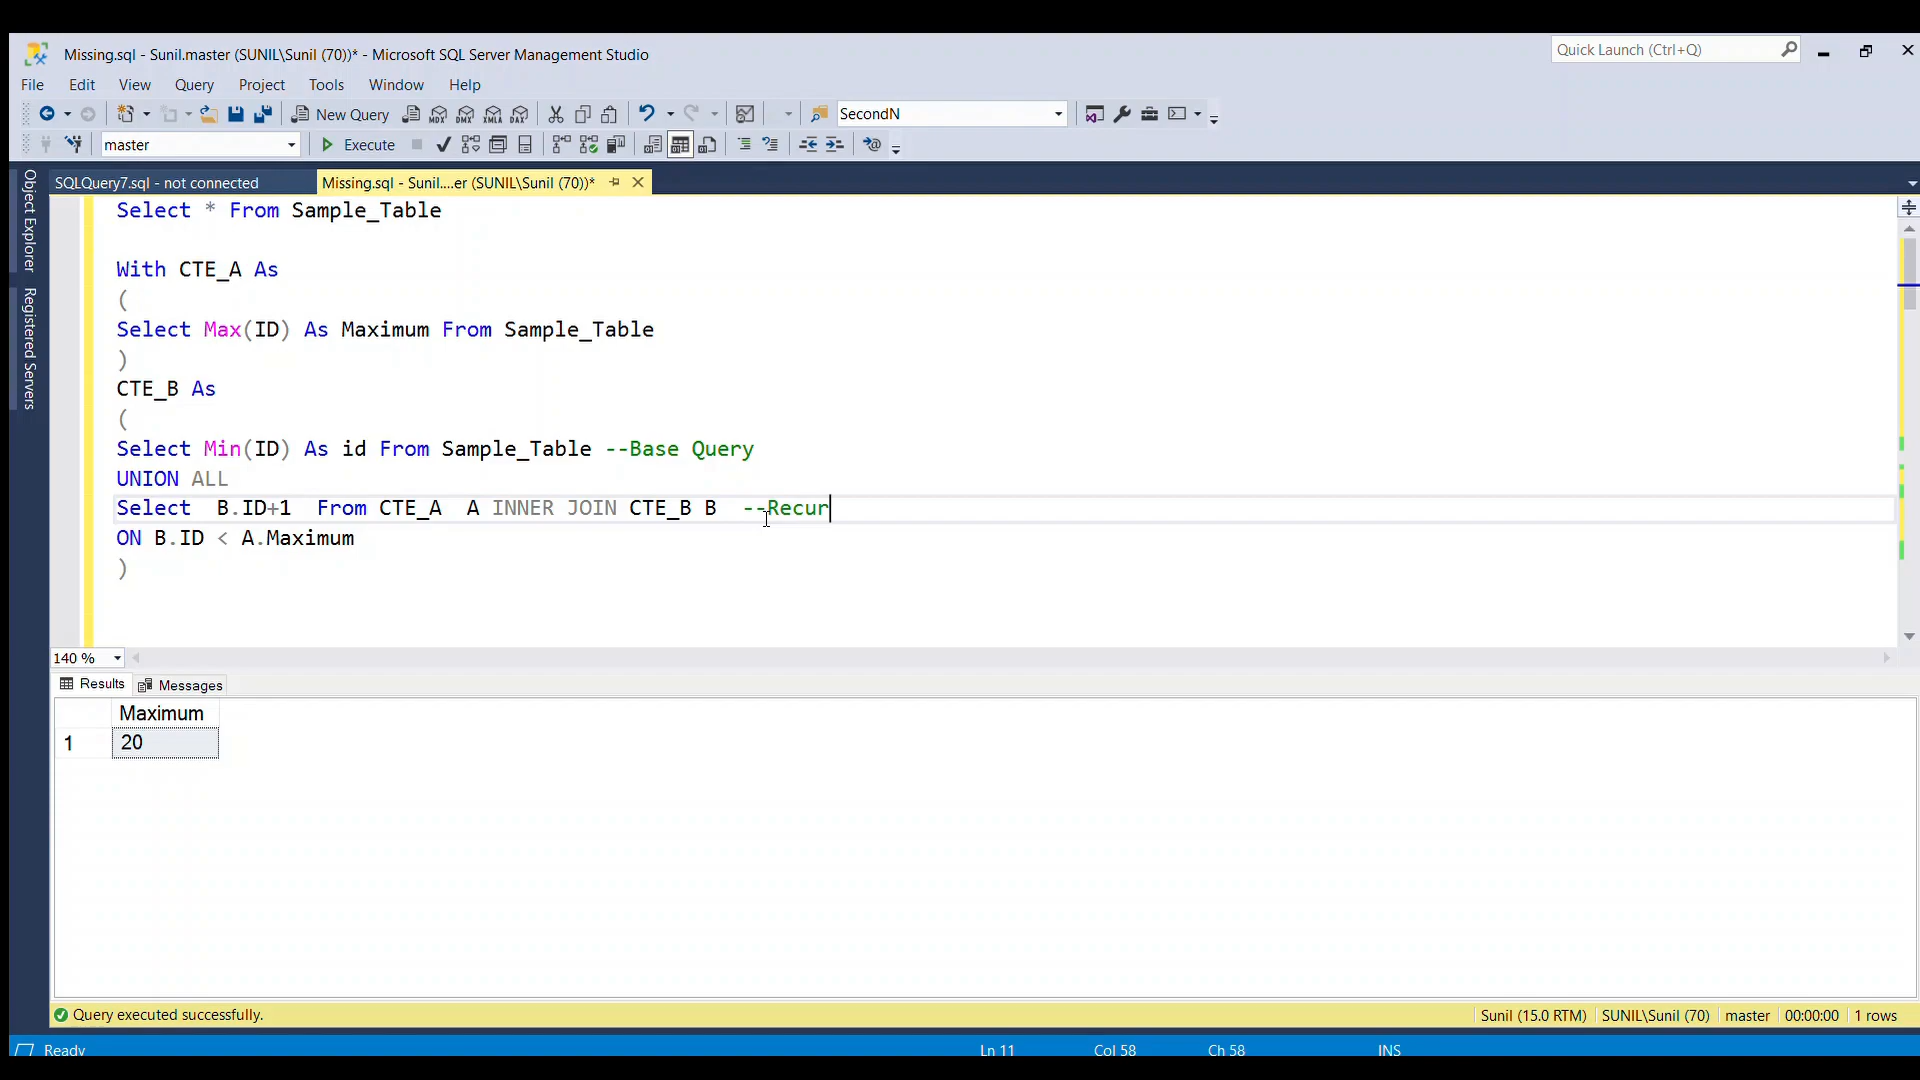 Missing.sql - Sunil.master (SUNIL\Sunil (70))* - Microsoft SQL Server Management Studio
Quick Launch (Ctrl+Q)
File Edit View Query Project Tools Window Help
New Query MDX DMX XMLA DAX SecondN
master Execute
Object Explorer
Registered Servers
SQLQuery7.sql - not connected
Missing.sql - Sunil....er (SUNIL\Sunil (70))*
Select * From Sample_Table
With CTE_A As
(
Select Max(ID) As Maximum From Sample_Table
)
CTE_B As
(
Select Min(ID) As id From Sample_Table --Base Query
UNION ALL
Select  B.ID+1  From CTE_A  A INNER JOIN CTE_B B  --Recur
ON B.ID < A.Maximum
)
140 %
Results Messages
Maximum
1 20
Query executed successfully.
Sunil (15.0 RTM) SUNIL\Sunil (70) master 00:00:00 1 rows
Ready Ln 11 Col 58 Ch 58 INS